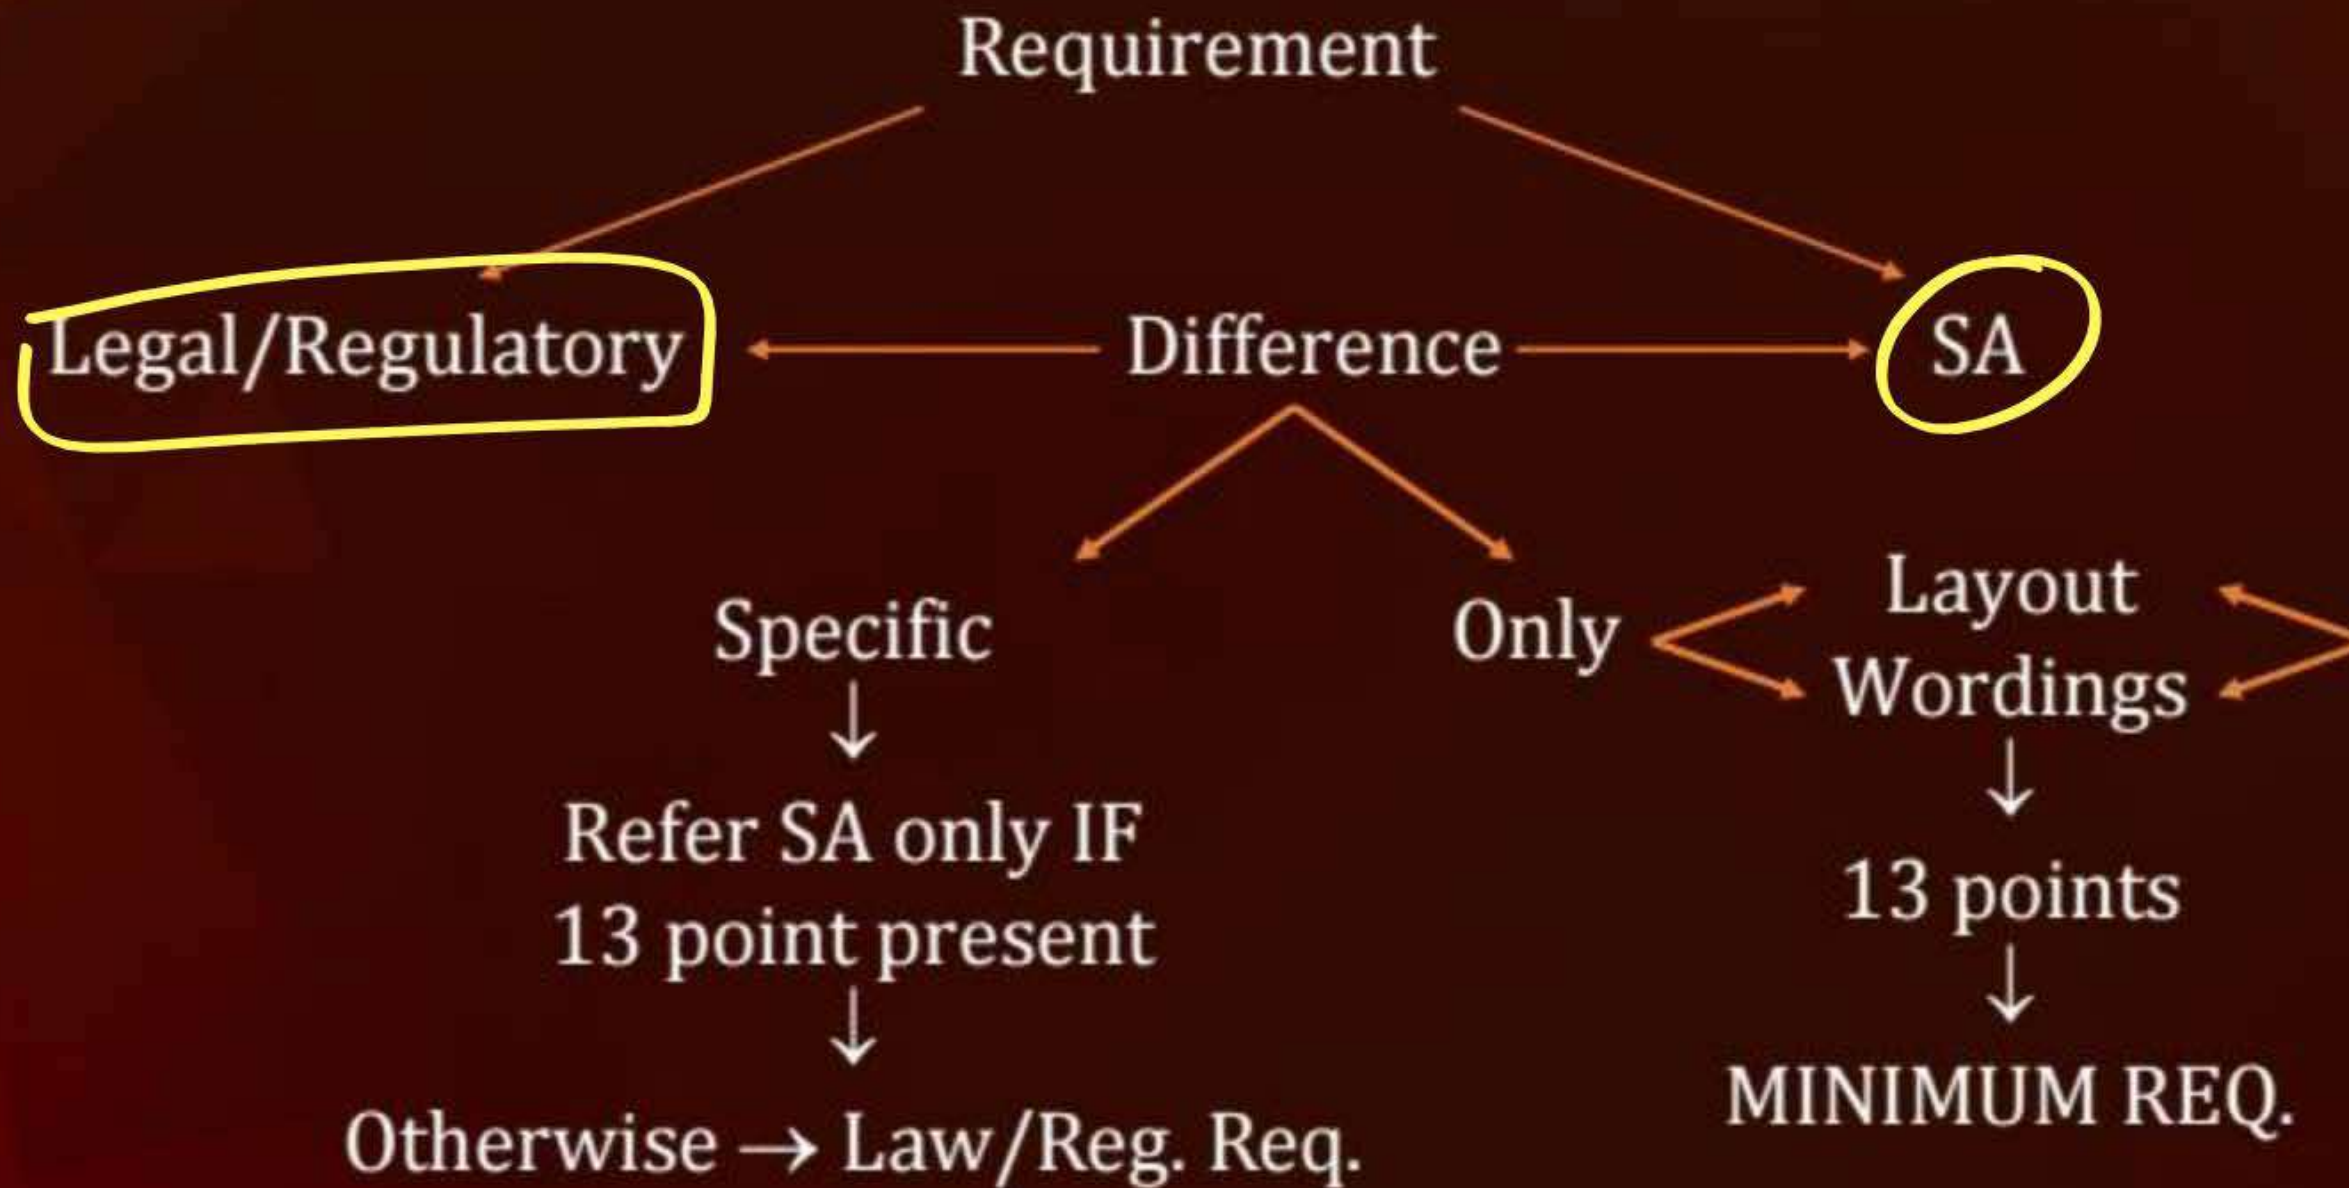 Requirement
Legal/Regulatory ← Difference → SA
Specific
Only
Layout
Wordings
↓
↓
Refer SA only IF
13 point present
13 points
↓
↓
Otherwise → Law/Reg. Req.
MINIMUM REQ.